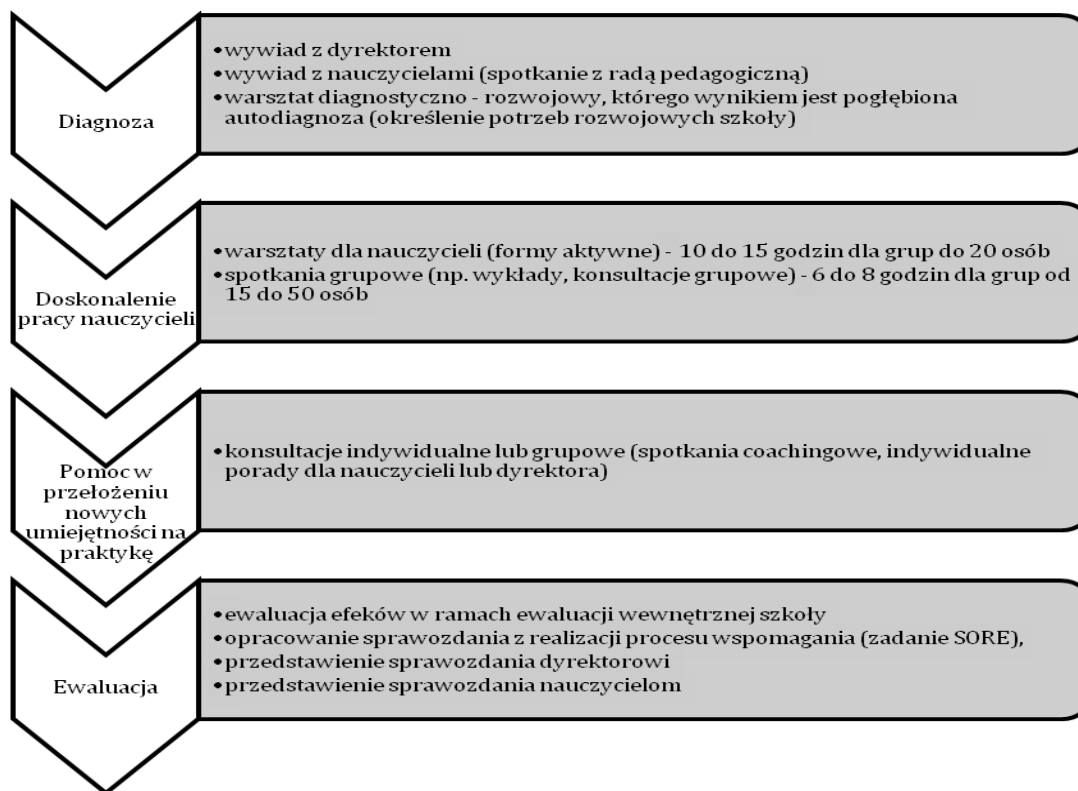 Diagnoza
•wywiad z dyrektorem
•wywiad z nauczycielami (spotkanie z radą pedagogiczną)
•warsztat diagnostyczno - rozwojowy, którego wynikiem jest pogłębiona
autodiagnoza (określenie potrzeb rozwojowych szkoły)
Doskonalenie
pracy nauczycieli
•warsztaty dla nauczycieli (formy aktywne) - 10 do 15 godzin dla grup do 20 osób
•spotkania grupowe (np. wykłady, konsultacje grupowe) - 6 do 8 godzin dla grup od
15 do 50 osób
Pomoc w
przełożeniu
nowych
umiejętności na
praktykę
•konsultacje indywidualne lub grupowe (spotkania coachingowe, indywidualne
porady dla nauczycieli lub dyrektora)
Ewaluacja
•ewaluacja efeków w ramach ewaluacji wewnętrznej szkoły
•opracowanie sprawozdania z realizacji procesu wspomagania (zadanie SORE),
•przedstawienie sprawozdania dyrektorowi
•przedstawienie sprawozdania nauczycielom